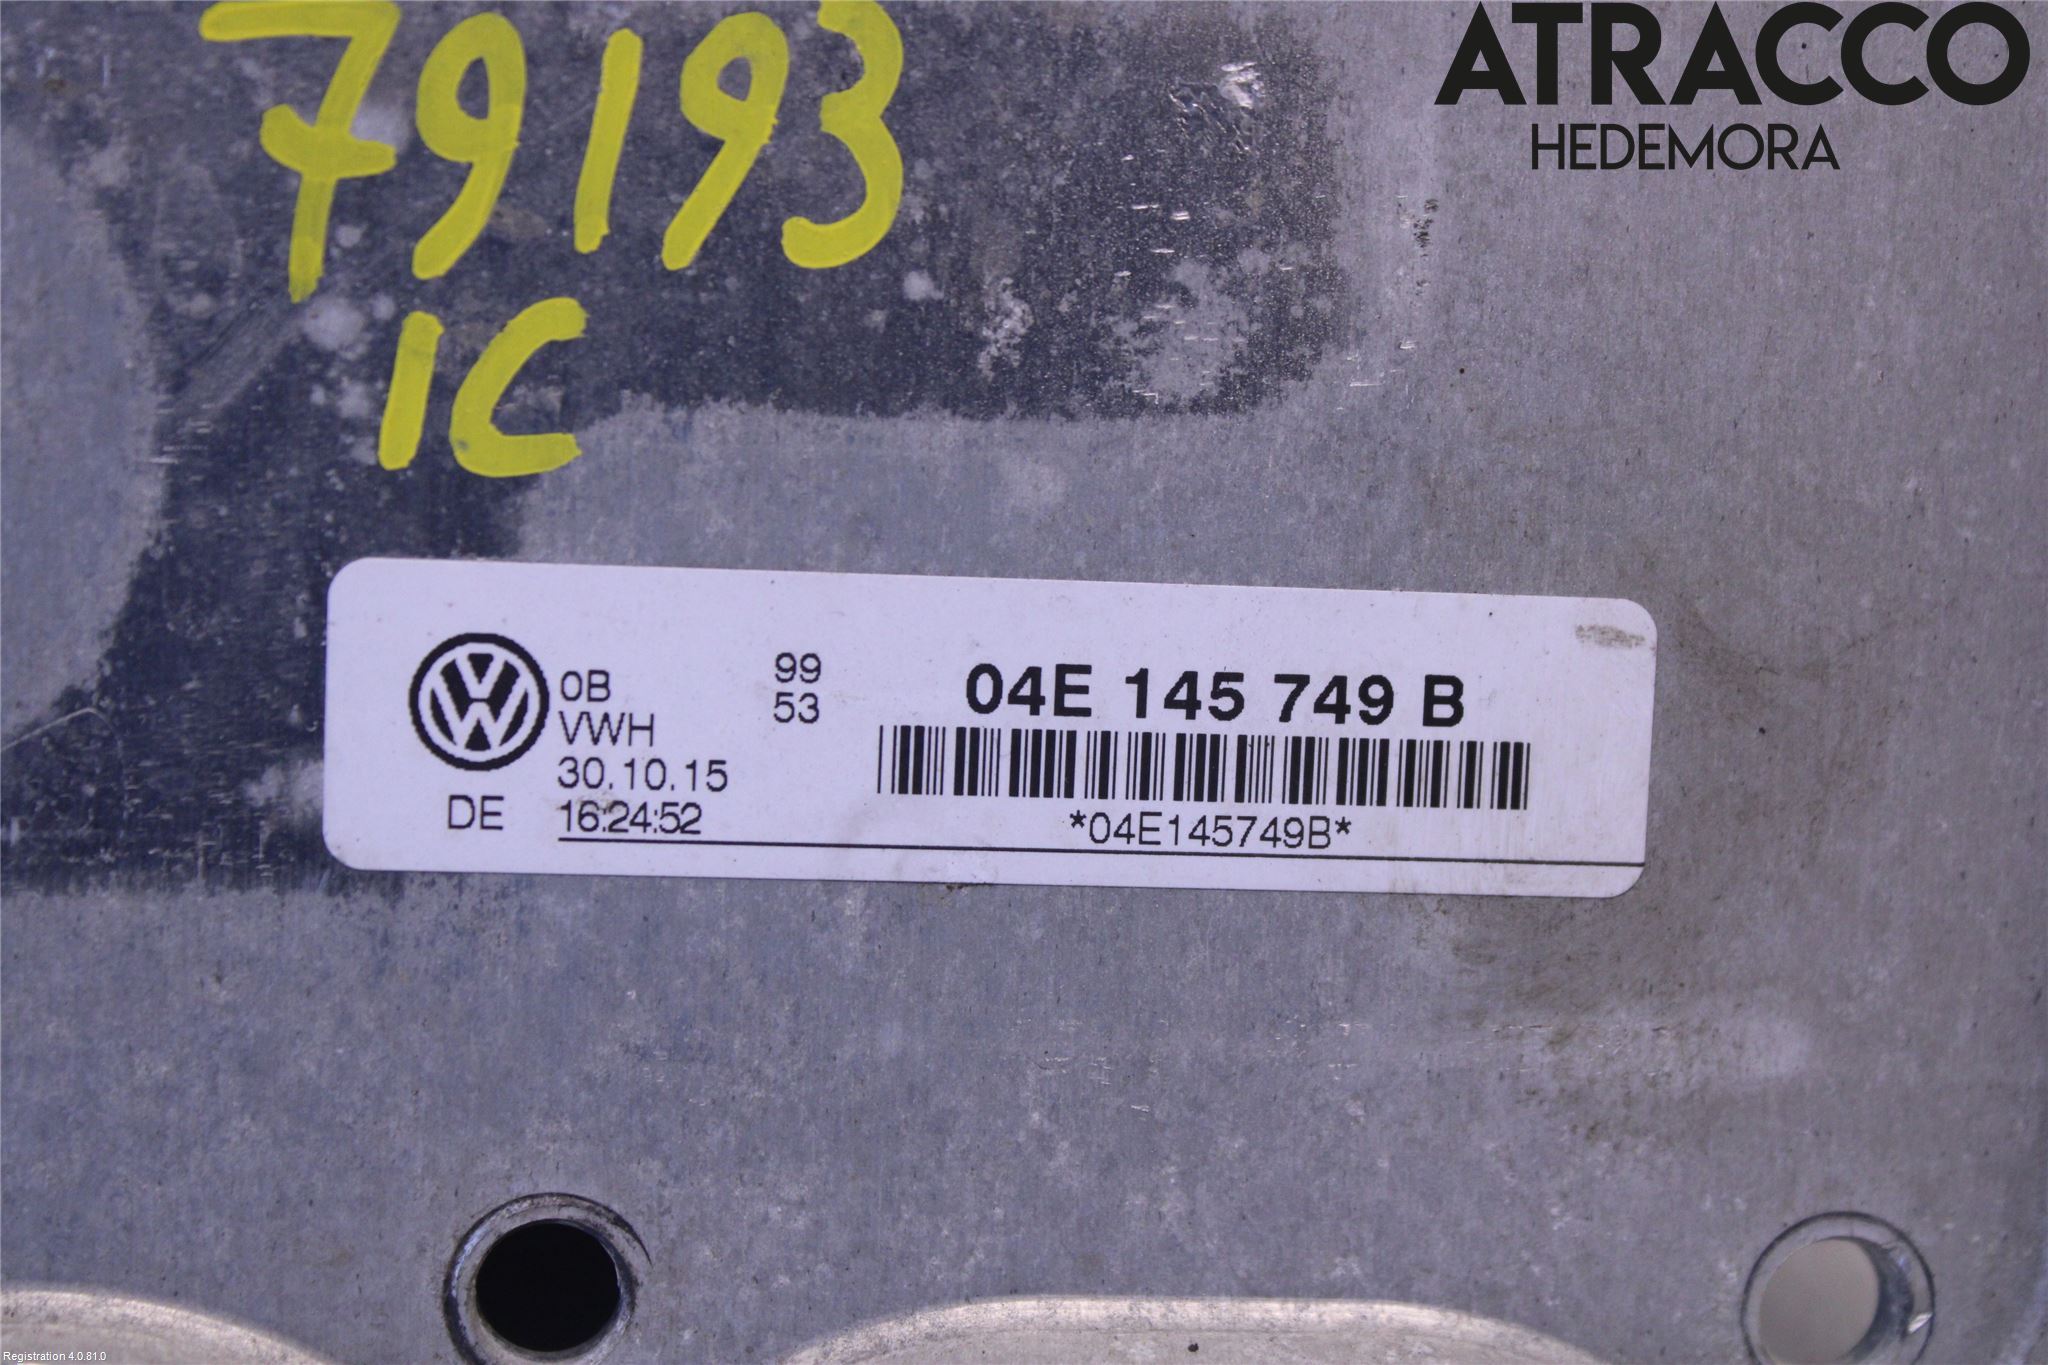 ATRACCO
HEDEMORA
79193
IC
0B
VWH
30.10.15
16:24:52
DE
99
53
04E 145 749 B
*04E145749B*
Registration 4.0.81.0